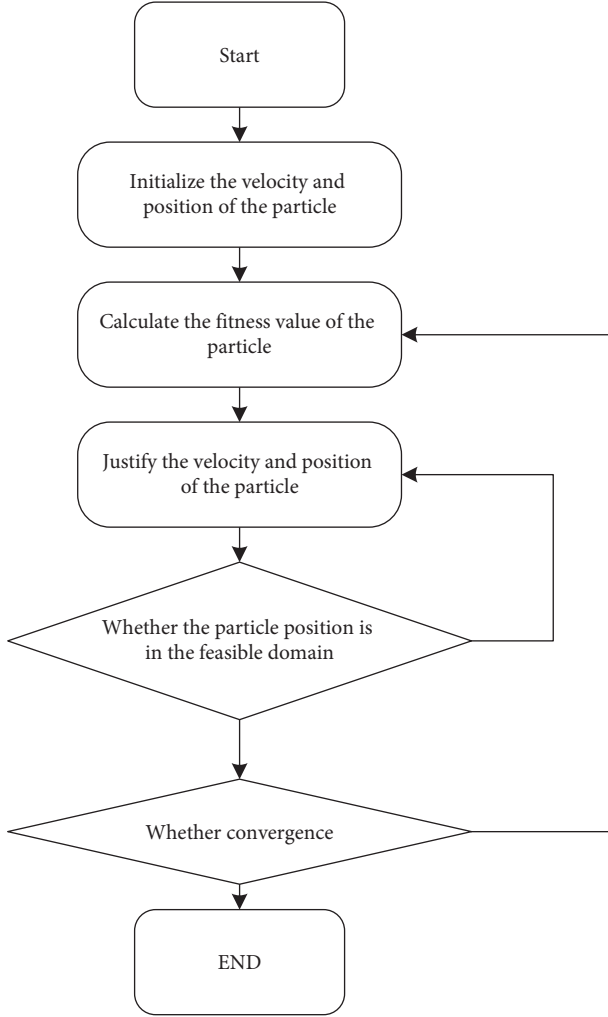 Start
Initialize the velocity and
position of the particle
Calculate the fitness value of the
particle
Justify the velocity and position
of the particle
Whether the particle position is
in the feasible domain
Whether convergence
END